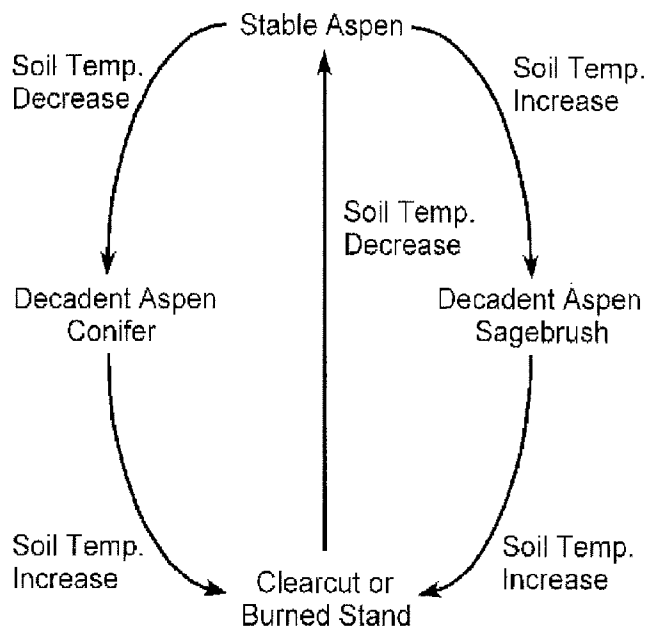 Stable Aspen
Soil Temp.
Decrease
Soil Temp.
Increase
Soil Temp.
Decrease
Decadent Aspen
Conifer
Decadent Aspen
Sagebrush
Soil Temp.
Increase
Soil Temp.
Increase
Clearcut or
Burned Stand